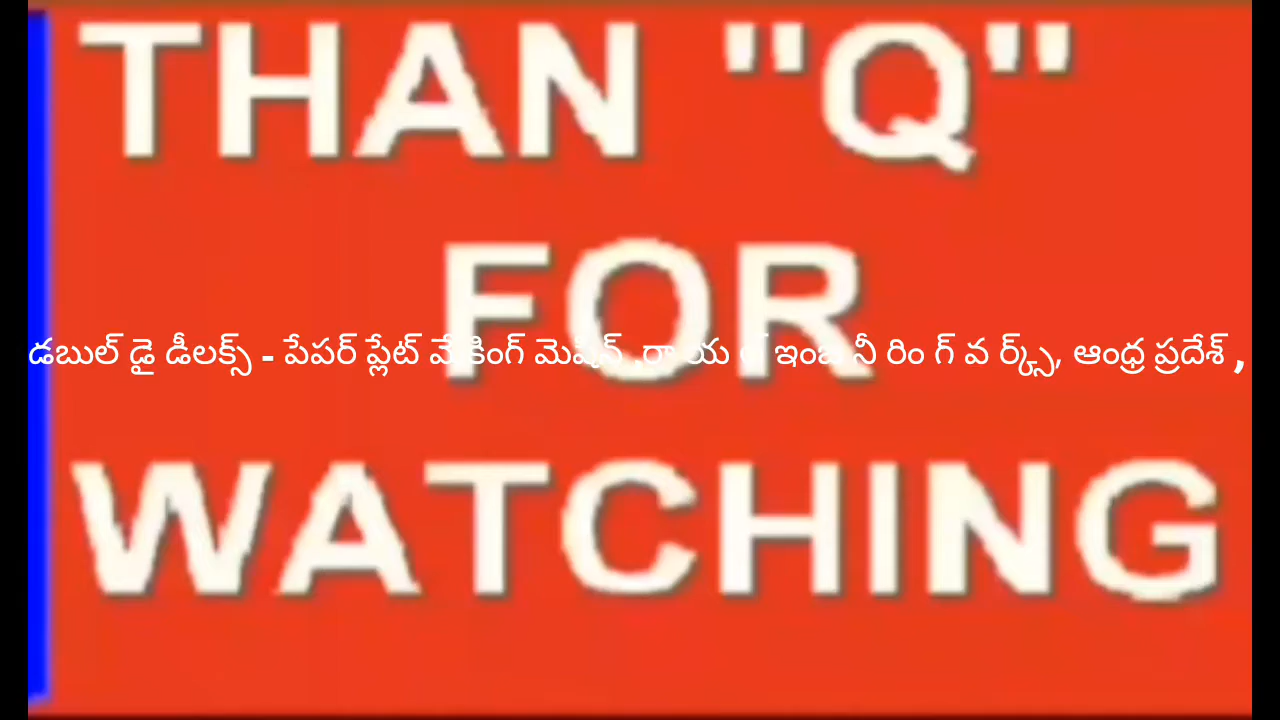 THAN "Q"
FOR
డబుల్ డై డీలక్స్ - పేపర్ ప్లేట్ మేకింగ్ మెషిన్ ,రా య ల్ ఇంజ నీ రిం గ్ వ ర్క్స్, ఆంధ్ర ప్రదేశ్ ,
WATCHING